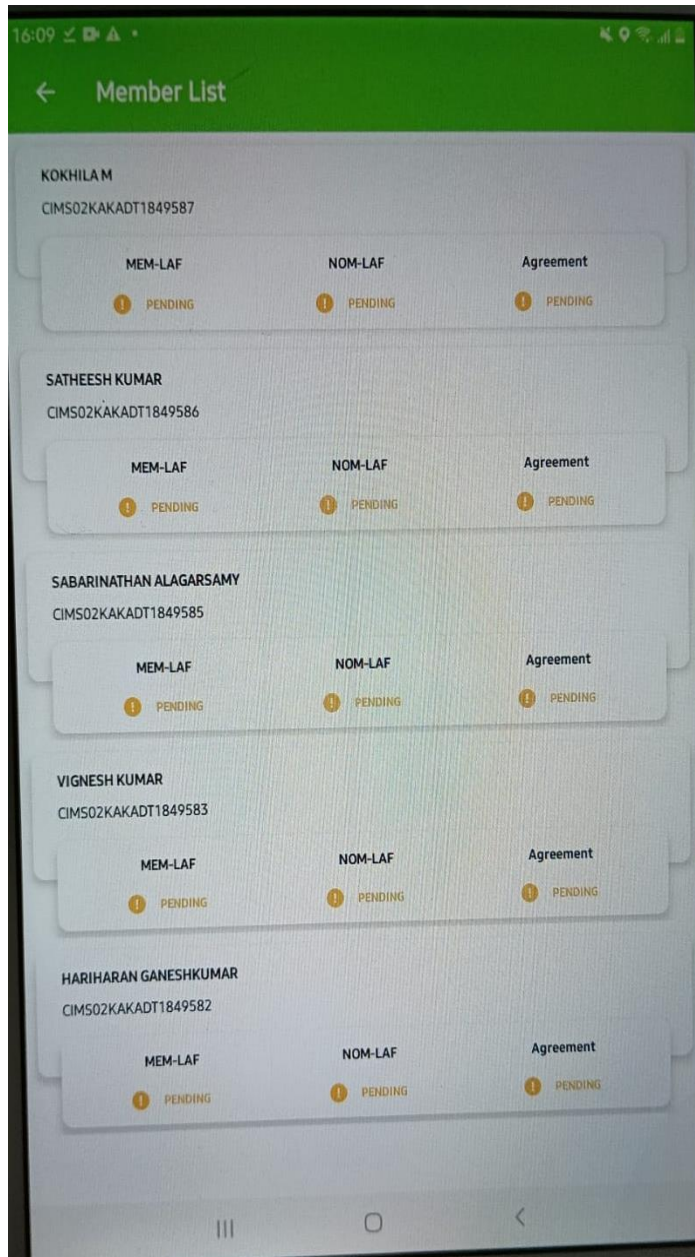 16:09
Member List
KOKHILA M
CIMS02KAKADT1849587
MEM-LAF NOM-LAF Agreement
PENDING PENDING PENDING
SATHEESH KUMAR
CIMS02KAKADT1849586
MEM-LAF NOM-LAF Agreement
PENDING PENDING PENDING
SABARINATHAN ALAGARSAMY
CIMS02KAKADT1849585
MEM-LAF NOM-LAF Agreement
PENDING PENDING PENDING
VIGNESH KUMAR
CIMS02KAKADT1849583
MEM-LAF NOM-LAF Agreement
PENDING PENDING PENDING
HARIHARAN GANESHKUMAR
CIMS02KAKADT1849582
MEM-LAF NOM-LAF Agreement
PENDING PENDING PENDING